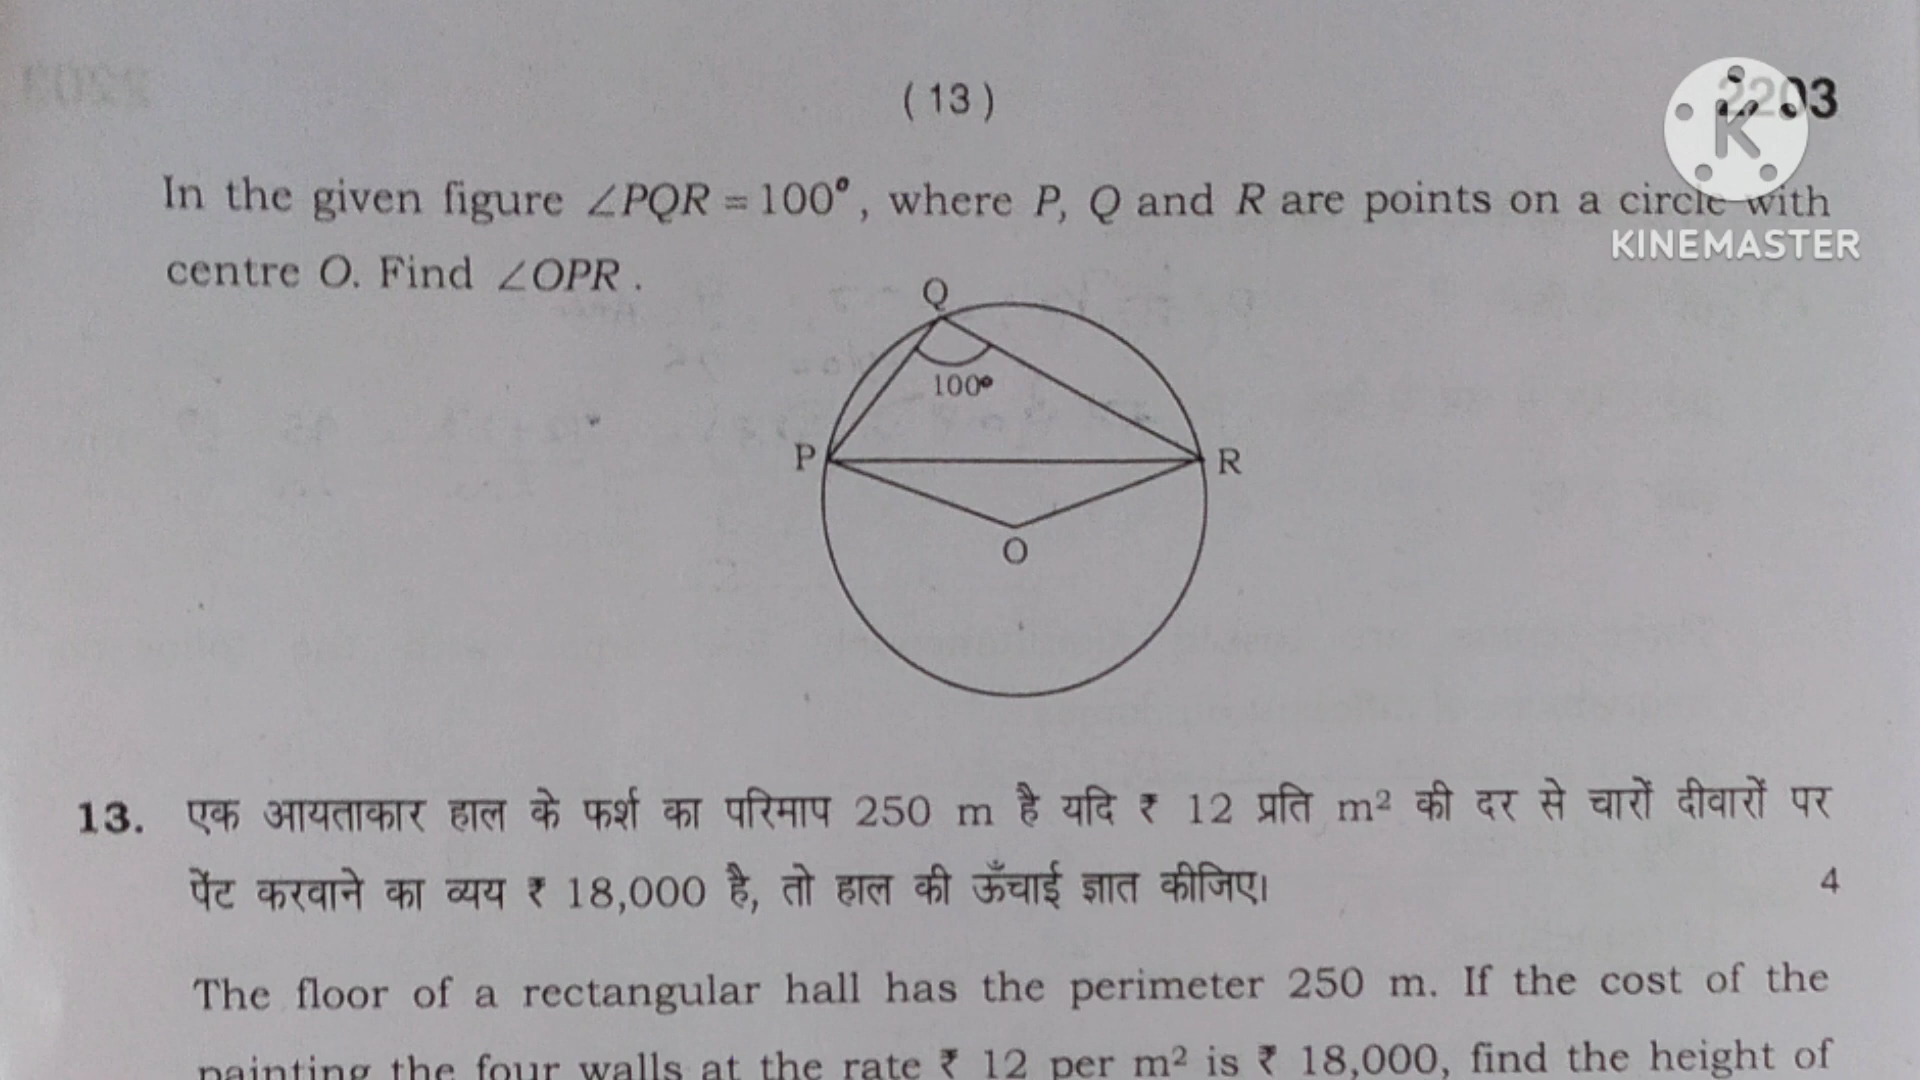 ( 13 )
2203
KINEMASTER
In the given figure ∠PQR = 100°, where P, Q and R are points on a circle with
centre O. Find ∠OPR .
Q
100°
P
R
O
13. एक आयताकार हाल के फर्श का परिमाप 250 m है यदि ₹ 12 प्रति m² की दर से चारों दीवारों पर
पेंट करवाने का व्यय ₹ 18,000 है, तो हाल की ऊँचाई ज्ञात कीजिए। 4
The floor of a rectangular hall has the perimeter 250 m. If the cost of the
painting the four walls at the rate ₹ 12 per m² is ₹ 18,000, find the height of